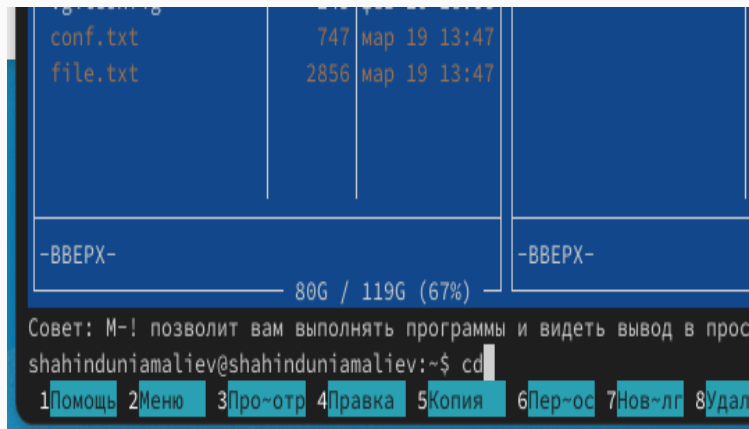 conf.txt 747 мар 19 13:47
file.txt 2856 мар 19 13:47
-ВВЕРХ- -ВВЕРХ-
80G / 119G (67%)
Совет: M-! позволит вам выполнять программы и видеть вывод в прос
shahinduniamaliev@shahinduniamaliev:~$ cd
1Помощь 2Меню 3Про~отр 4Правка 5Копия 6Пер~ос 7Нов~лг 8Удал